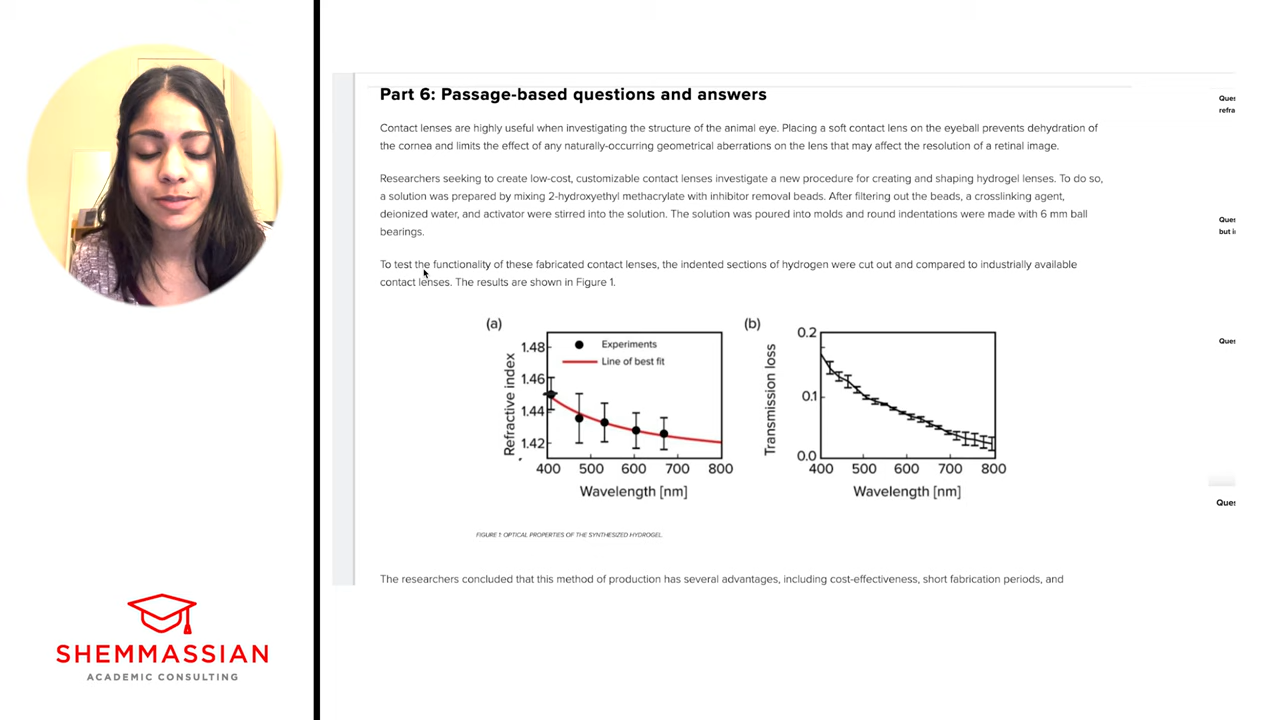 Part 6: Passage-based questions and answers
Contact lenses are highly useful when investigating the structure of the animal eye. Placing a soft contact lens on the eyeball prevents dehydration of
the cornea and limits the effect of any naturally-occurring geometrical aberrations on the lens that may affect the resolution of a retinal image.
Researchers seeking to create low-cost, customizable contact lenses investigate a new procedure for creating and shaping hydrogel lenses. To do so,
a solution was prepared by mixing 2-hydroxyethyl methacrylate with inhibitor removal beads. After filtering out the beads, a crosslinking agent,
deionized water, and activator were stirred into the solution. The solution was poured into molds and round indentations were made with 6 mm ball
bearings.
To test the functionality of these fabricated contact lenses, the indented sections of hydrogen were cut out and compared to industrially available
contact lenses. The results are shown in Figure 1.
(a)
Refractive index
1.48
1.46
1.44
1.42
Experiments
Line of best fit
400 500 600 700 800
Wavelength [nm]
(b)
Transmission loss
0.2
0.1
0.0
400 500 600 700 800
Wavelength [nm]
FIGURE 1: OPTICAL PROPERTIES OF THE SYNTHESIZED HYDROGEL
The researchers concluded that this method of production has several advantages, including cost-effectiveness, short fabrication periods, and
Ques
refra
Ques
but i
Ques
Ques
SHEMMASSIAN
ACADEMIC CONSULTING